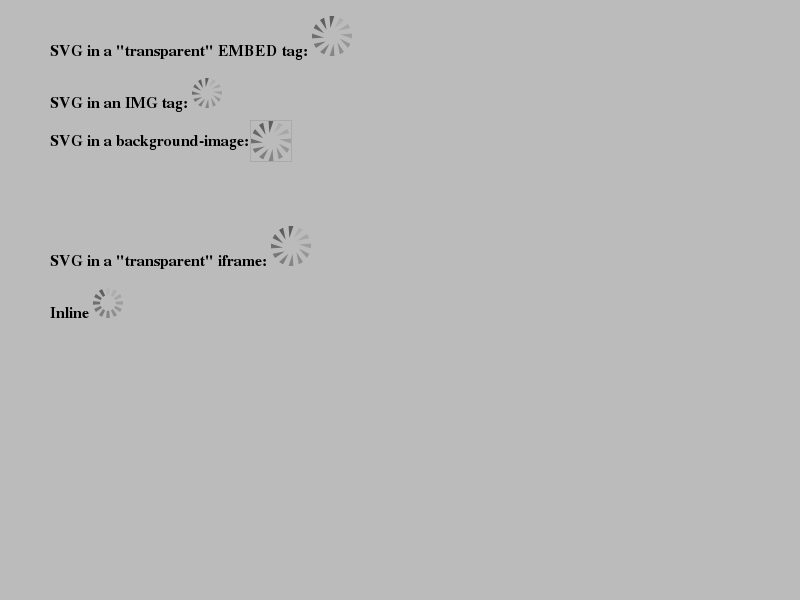 SVG in a "transparent" EMBED tag:
SVG in an IMG tag:
SVG in a background-image:
SVG in a "transparent" iframe:
Inline